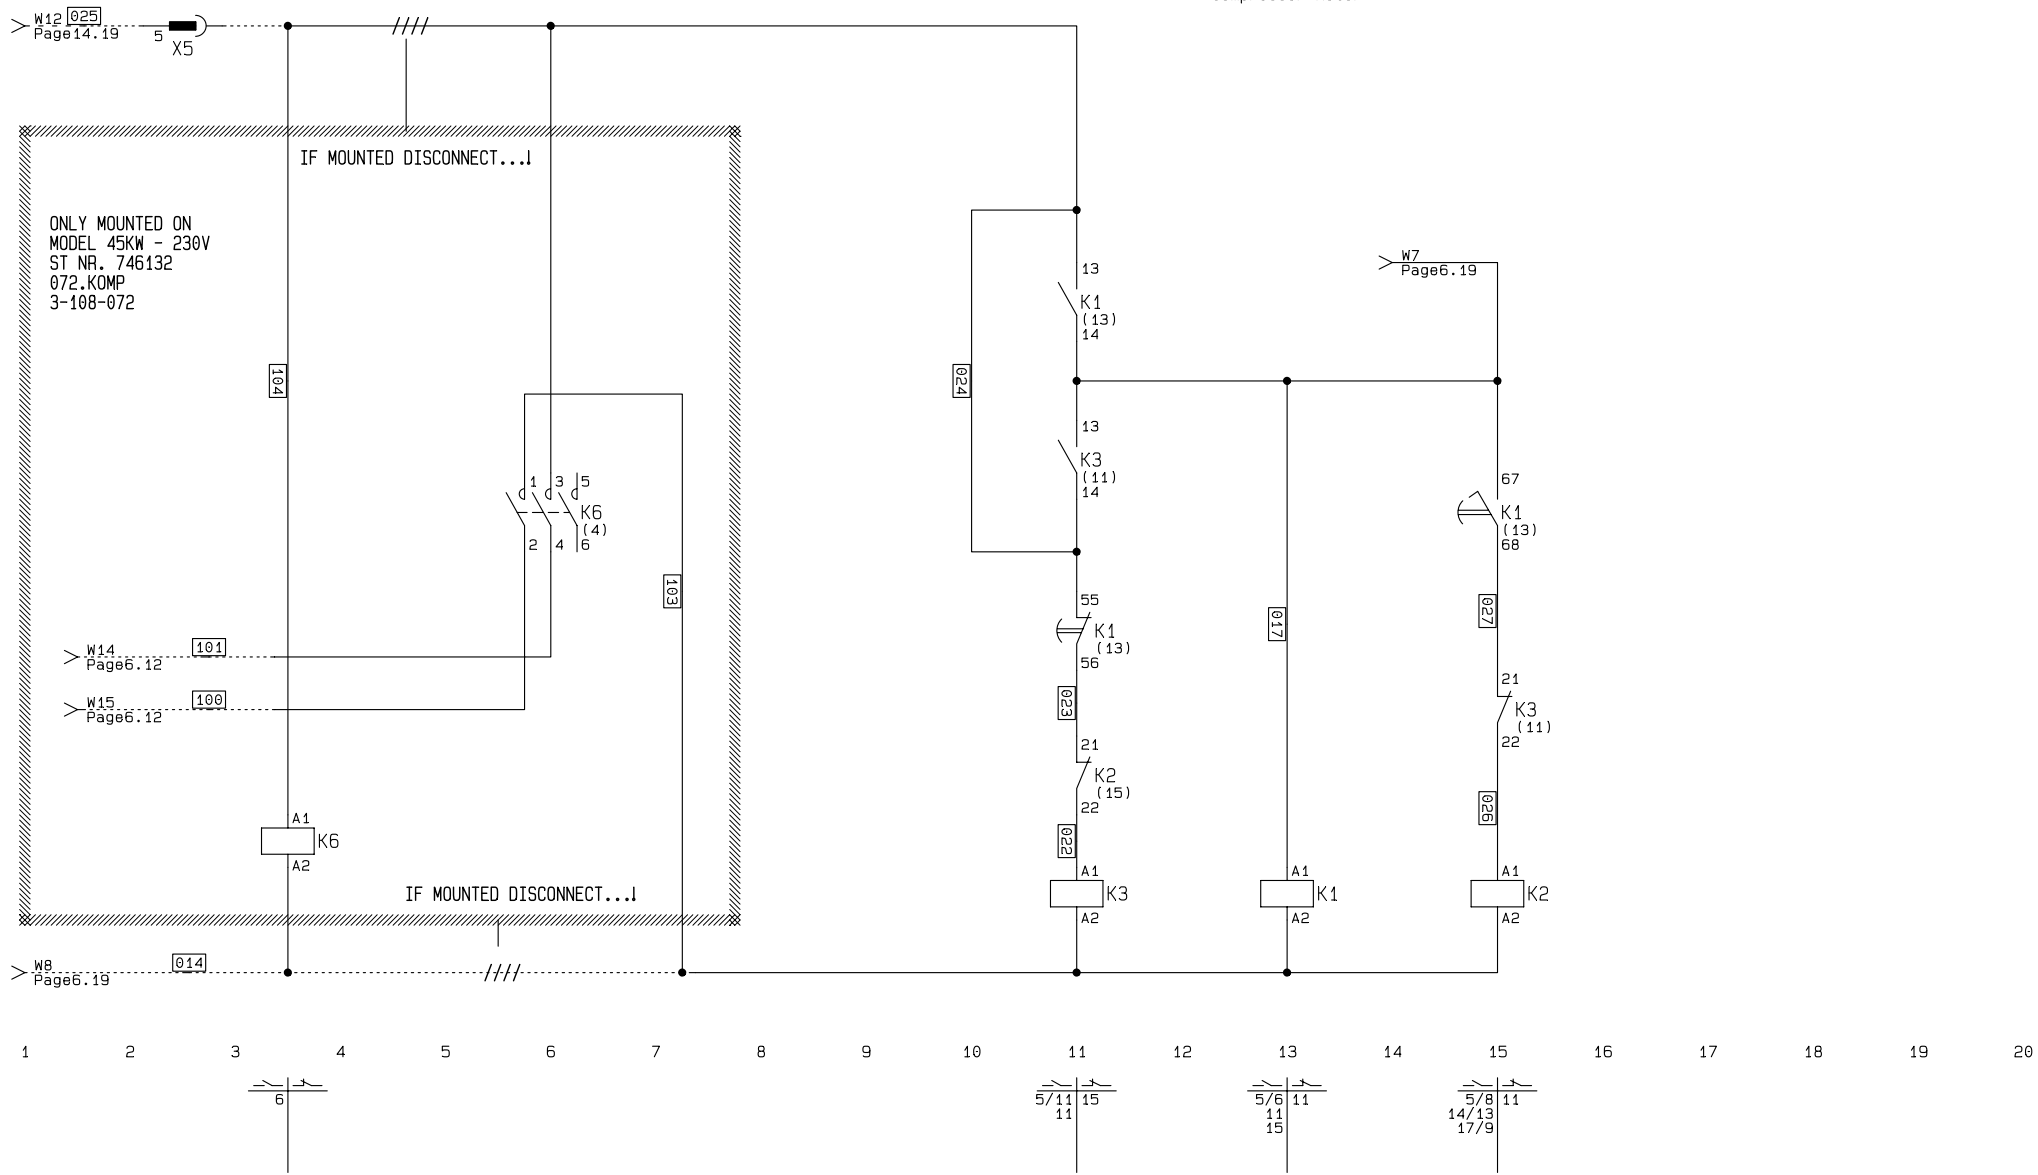 W12 025
Page14.19
5
X5
IF MOUNTED DISCONNECT...!
ONLY MOUNTED ON
MODEL 45KW - 230V
ST NR. 746132
072.KOMP
3-108-072
104
1 3 5
K6
(4)
2 4 6
103
W14 101
Page6.12
W15 100
Page6.12
A1
K6
A2
IF MOUNTED DISCONNECT...!
W8 014
Page6.19
024
13
K1
(13)
14
13
K3
(11)
14
55
K1
(13)
56
023
21
K2
(15)
22
022
A1
K3
A2
017
A1
K1
A2
W7
Page6.19
67
K1
(13)
68
027
21
K3
(11)
22
026
A1
K2
A2
1 2 3 4 5 6 7 8 9 10 11 12 13 14 15 16 17 18 19 20
6
5/11 15
11
5/6 11
11
15
5/8 11
14/13
17/9